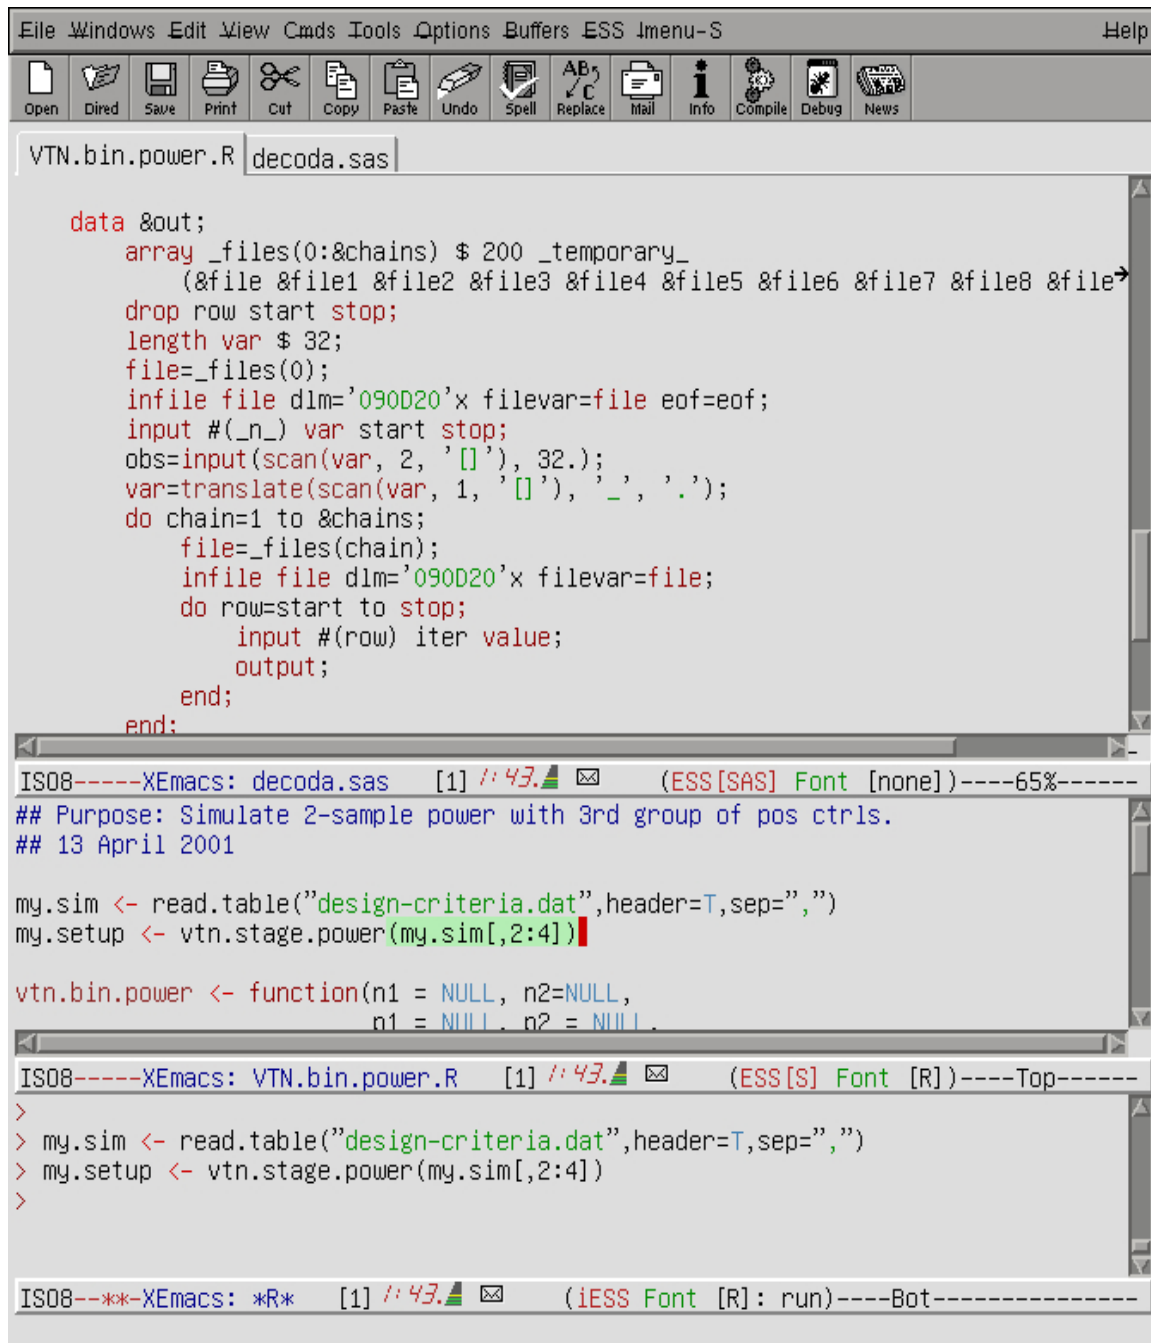 File Windows Edit View Cmds Tools Options Buffers ESS Imenu-S Help
Open Dired Save Print Cut Copy Paste Undo Spell Replace Mail Info Compile Debug News
VTN.bin.power.R decoda.sas
data &out;
array _files(0:&chains) $ 200 _temporary_
(&file &file1 &file2 &file3 &file4 &file5 &file6 &file7 &file8 &file
drop row start stop;
length var $ 32;
file=_files(0);
infile file dlm='090D20'x filevar=file eof=eof;
input #(_n_) var start stop;
obs=input(scan(var, 2, '[]'), 32.);
var=translate(scan(var, 1, '[]'), '_', '.');
do chain=1 to &chains;
file=_files(chain);
infile file dlm='090D20'x filevar=file;
do row=start to stop;
input #(row) iter value;
output;
end;
end;
ISO8-----XEmacs: decoda.sas [1] 1:43 (ESS[SAS] Font [none])----65%------
## Purpose: Simulate 2-sample power with 3rd group of pos ctrls.
## 13 April 2001
my.sim <- read.table("design-criteria.dat",header=T,sep=",")
my.setup <- vtn.stage.power(my.sim[,2:4])
vtn.bin.power <- function(n1 = NULL, n2=NULL,
p1 = NULL, p2 = NULL,
ISO8-----XEmacs: VTN.bin.power.R [1] 1:43 (ESS[S] Font [R])----Top------
>
> my.sim <- read.table("design-criteria.dat",header=T,sep=",")
> my.setup <- vtn.stage.power(my.sim[,2:4])
>
ISO8--**-XEmacs: *R* [1] 1:43 (iESS Font [R]: run)----Bot---------------